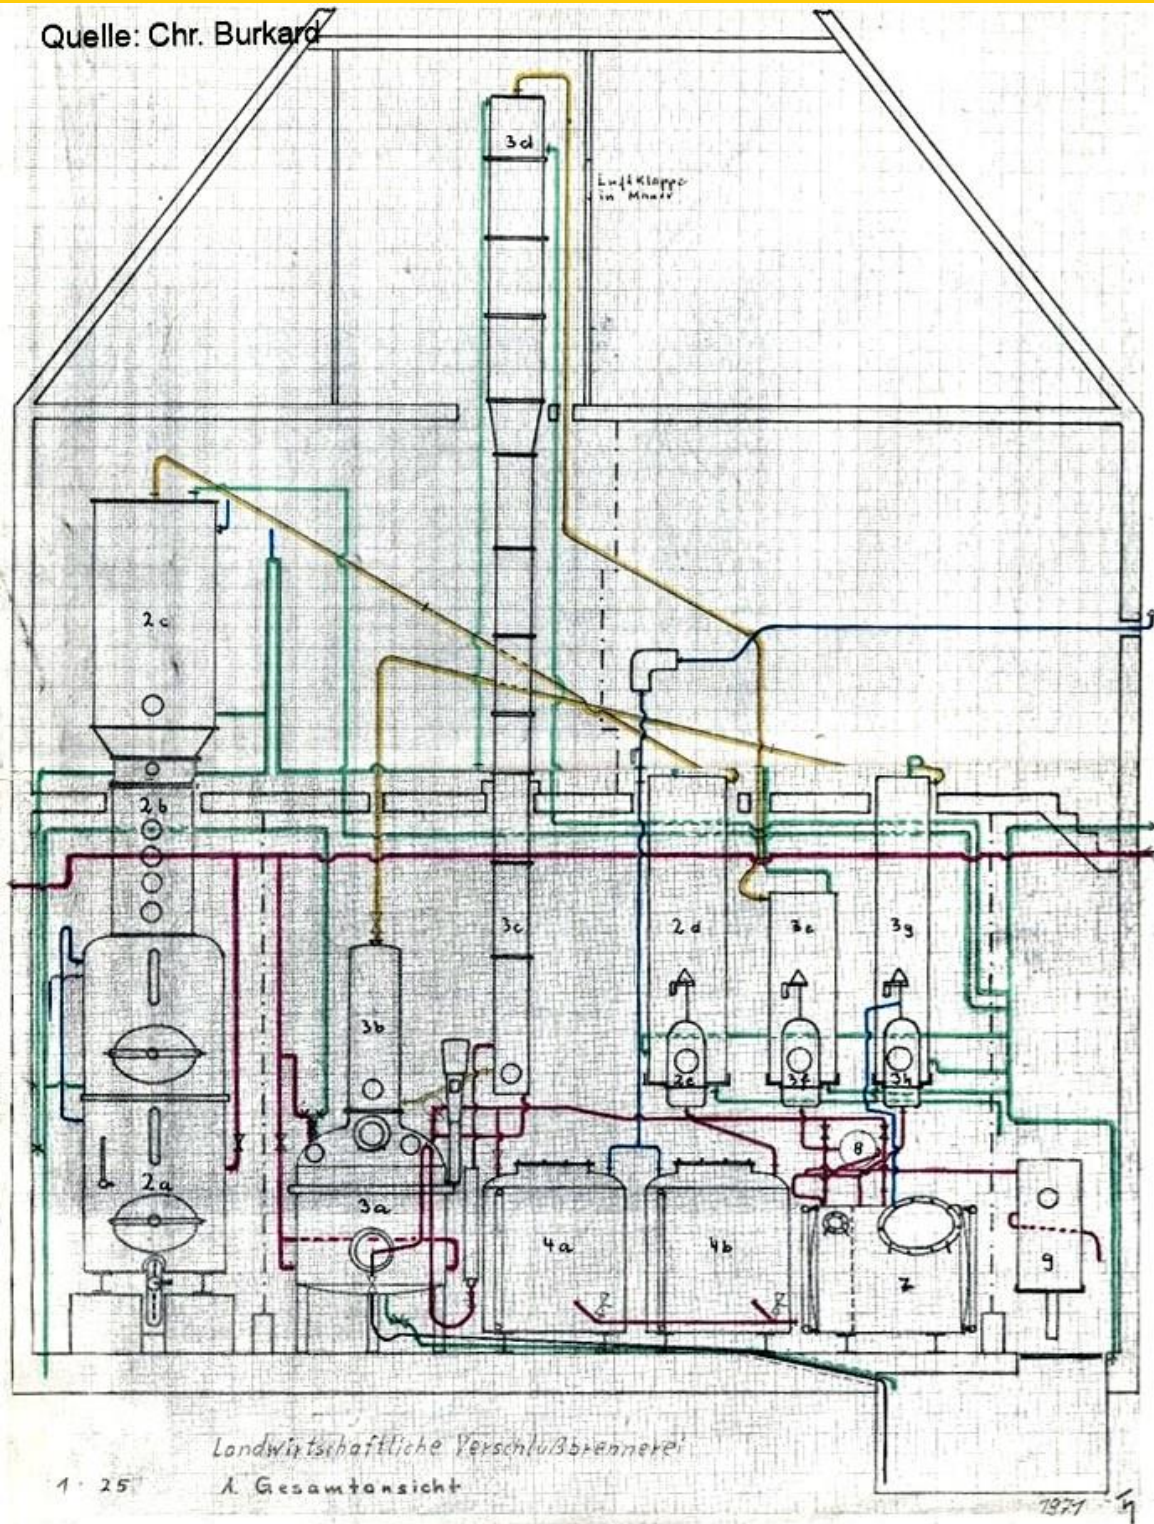 Quelle: Chr. Burkard
3d
Luftklappe
in Mauer
2c
2b
3c
2d
3e
3g
3b
2e
3f
3h
8
2a
3a
4a
4b
7
9
Landwirtschaftliche Verschlußbrennerei
1 : 25
1. Gesamtansicht
1971